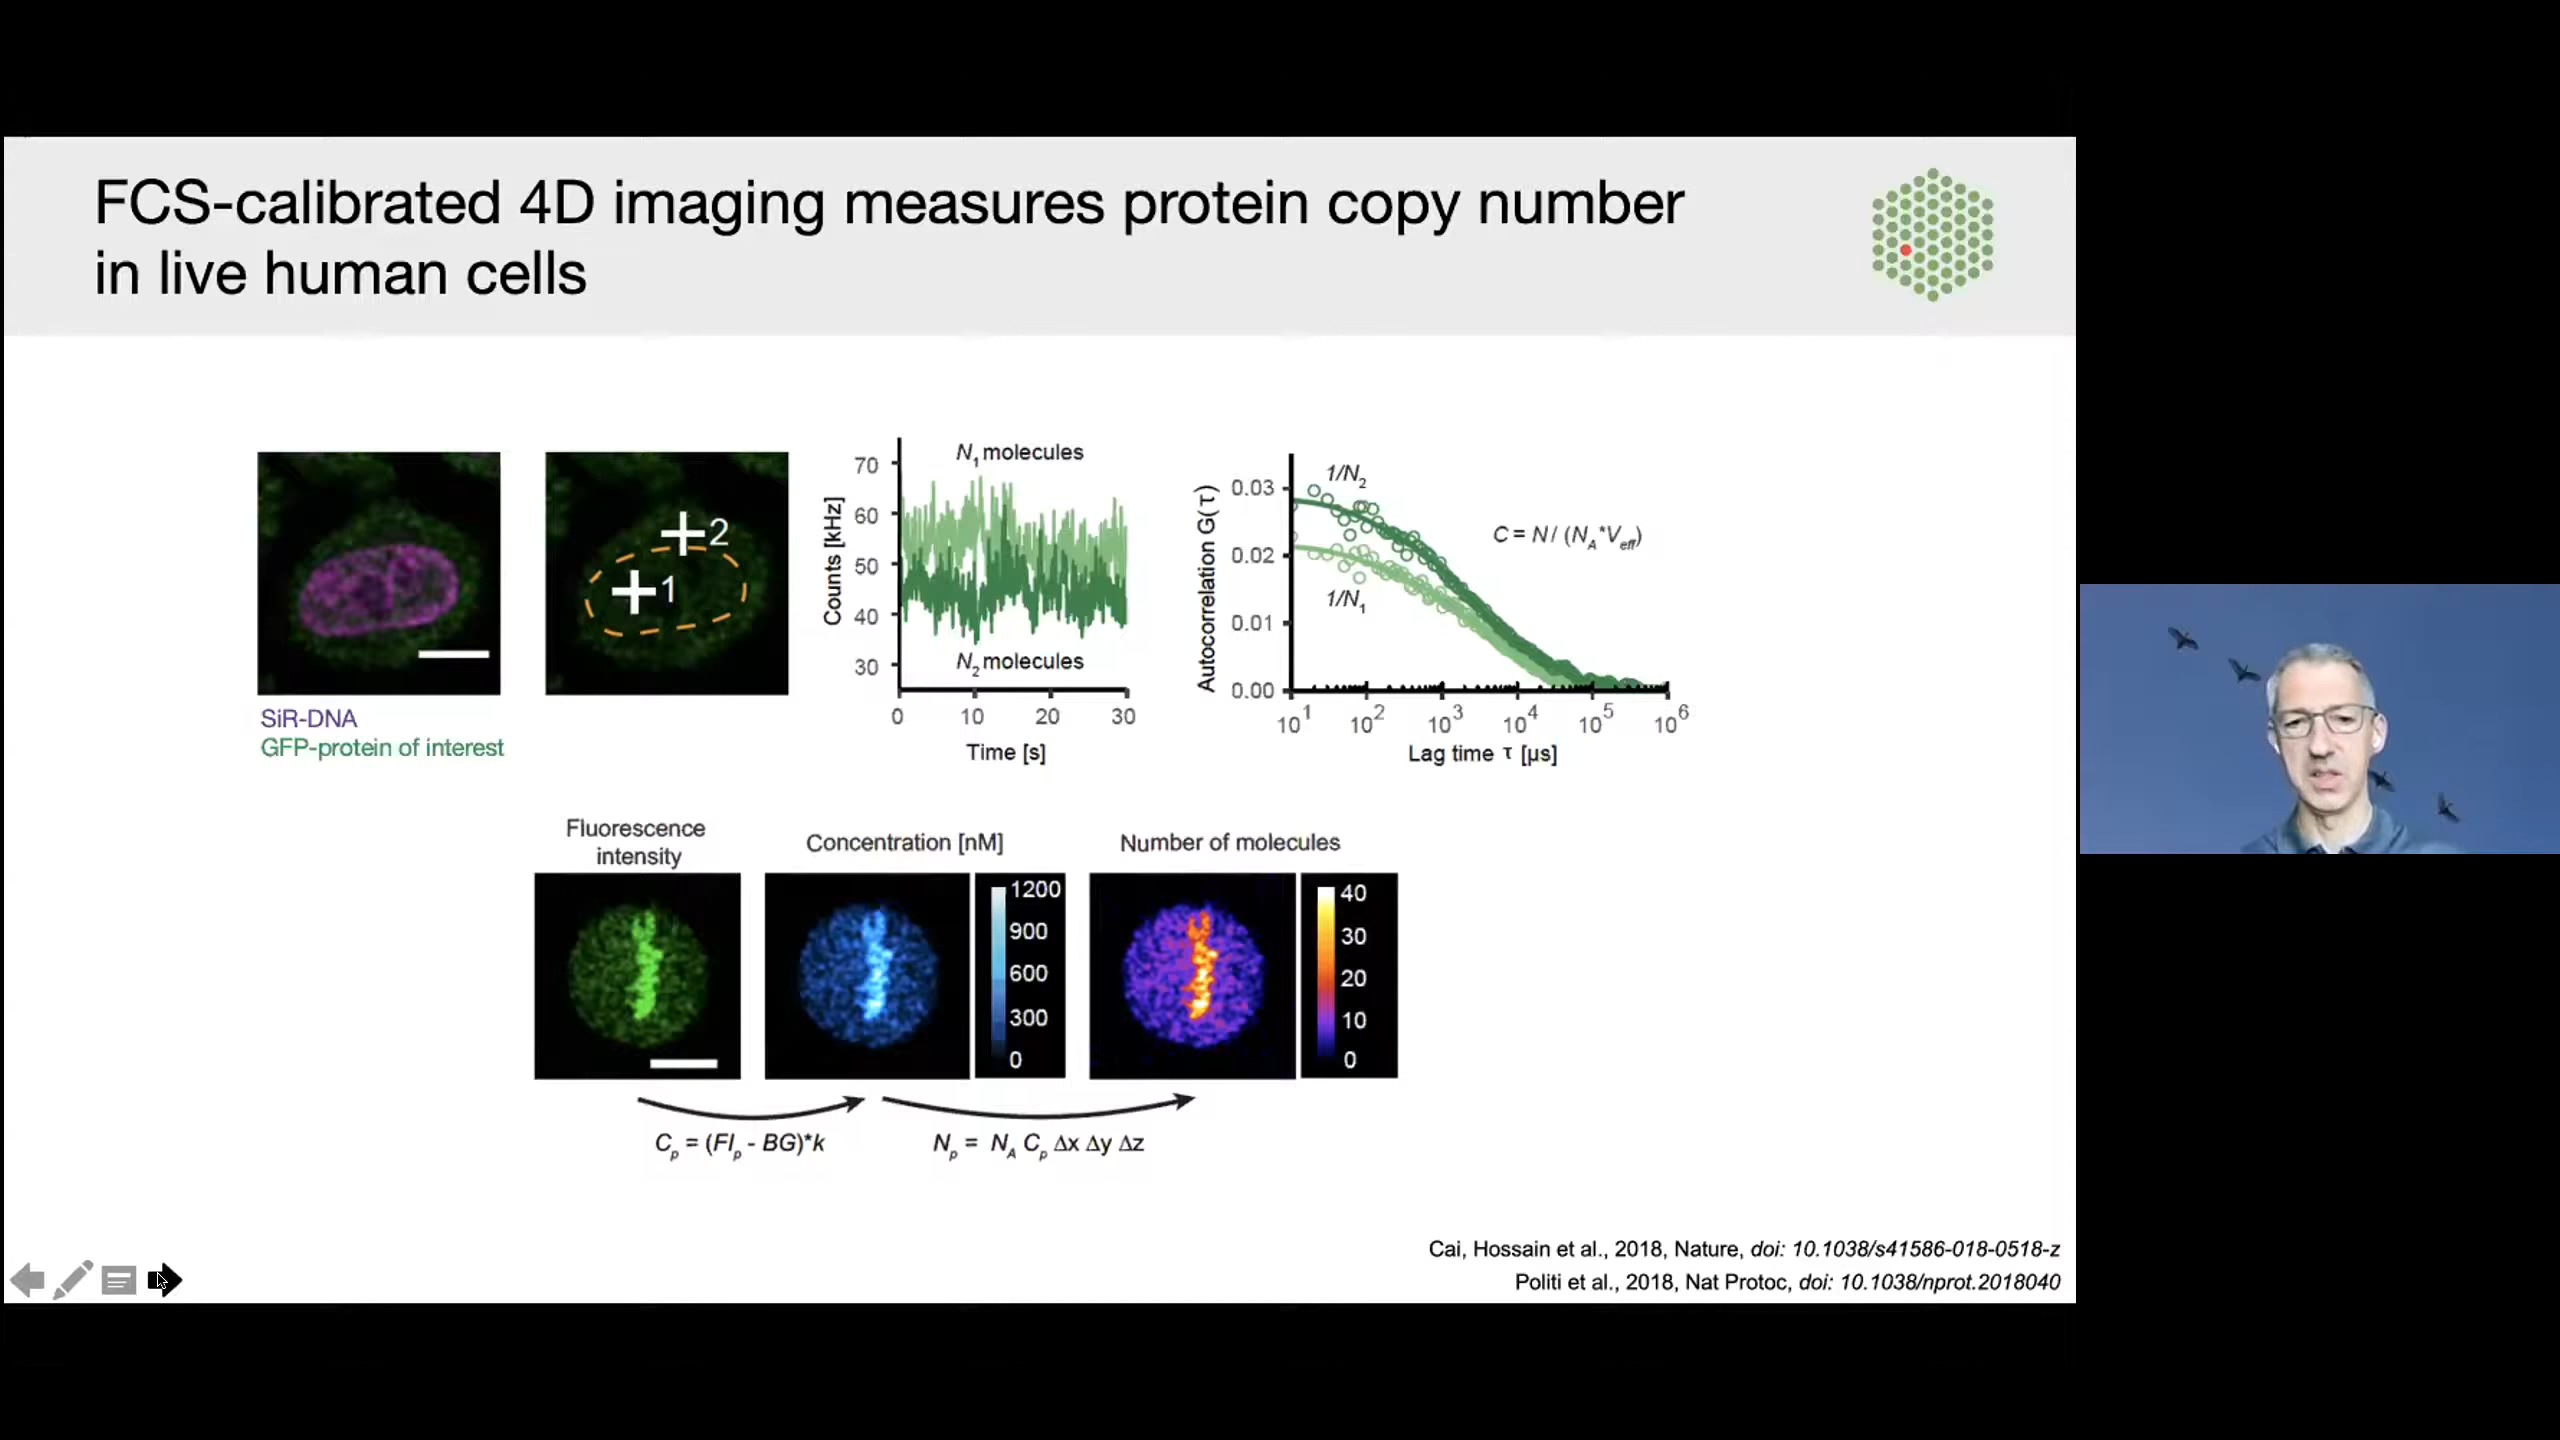 FCS-calibrated 4D imaging measures protein copy number
in live human cells
2
1
SiR-DNA
GFP-protein of interest
N1 molecules
N2 molecules
Counts [kHz]
70
60
50
40
30
0 10 20 30
Time [s]
Autocorrelation G(τ)
0.03
0.02
0.01
0.00
1/N2
1/N1
C = N / (NA*Veff)
10^1 10^2 10^3 10^4 10^5 10^6
Lag time τ [µs]
Fluorescence
intensity
Concentration [nM]
1200
900
600
300
0
Number of molecules
40
30
20
10
0
Cp = (FIp - BG)*k
Np = NA Cp Δx Δy Δz
Cai, Hossain et al., 2018, Nature, doi: 10.1038/s41586-018-0518-z
Politi et al., 2018, Nat Protoc, doi: 10.1038/nprot.2018040